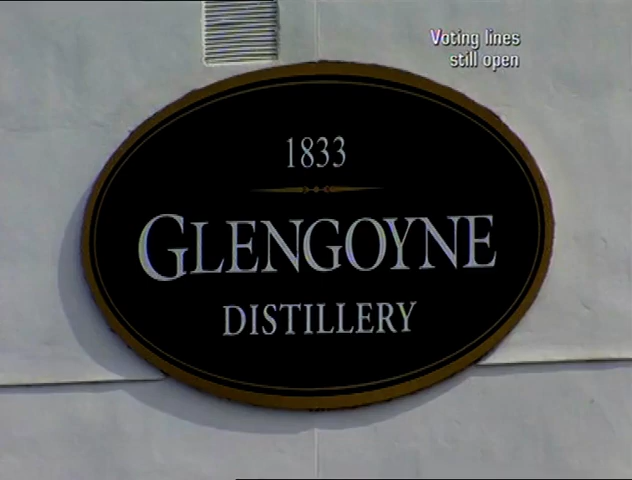 Voting lines
still open
1833
GLENGOYNE
DISTILLERY